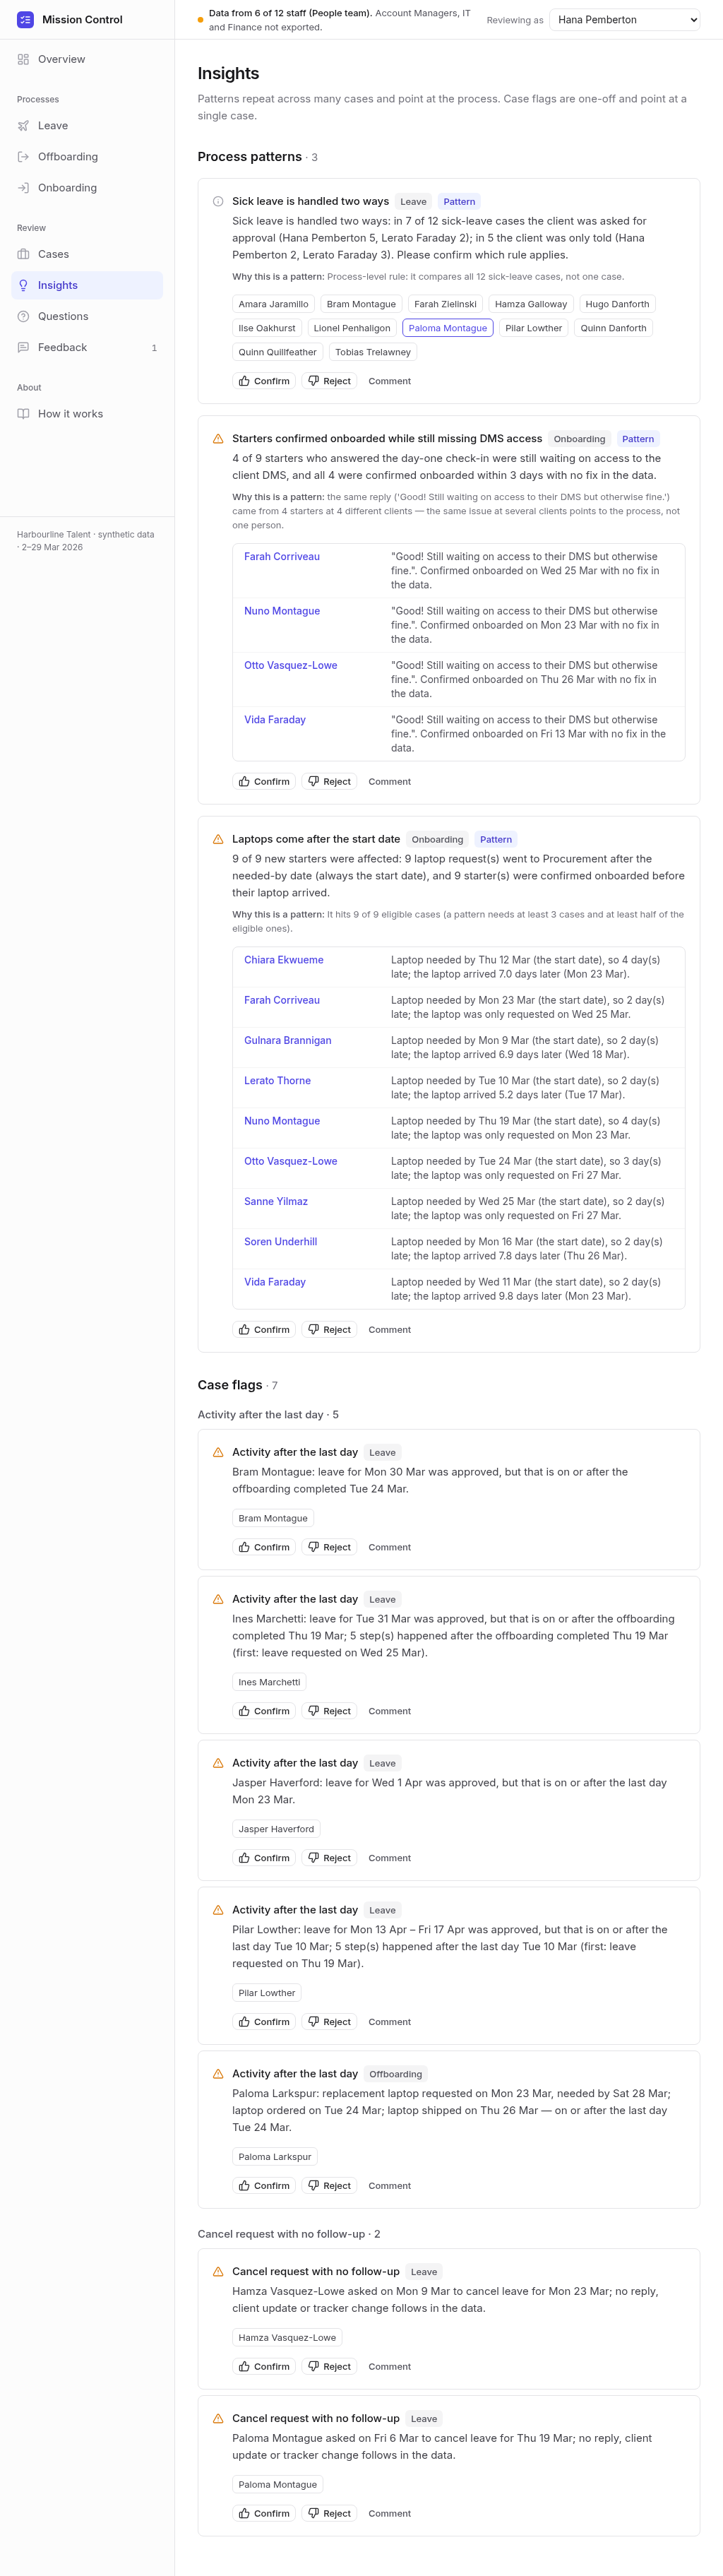 Mission Control
Data from 6 of 12 staff (People team). Account Managers, IT
and Finance not exported.
Reviewing as
Hana Pemberton
Overview
Processes
Leave
Offboarding
Onboarding
Review
Cases
Insights
Questions
Feedback 1
About
How it works
Harbourline Talent · synthetic data
· 2–29 Mar 2026
Insights
Patterns repeat across many cases and point at the process. Case flags are one-off and point at a
single case.
Process patterns · 3
Sick leave is handled two ways Leave Pattern
Sick leave is handled two ways: in 7 of 12 sick-leave cases the client was asked for
approval (Hana Pemberton 5, Lerato Faraday 2); in 5 the client was only told (Hana
Pemberton 2, Lerato Faraday 3). Please confirm which rule applies.
Why this is a pattern: Process-level rule: it compares all 12 sick-leave cases, not one case.
Amara Jaramillo Bram Montague Farah Zielinski Hamza Galloway Hugo Danforth
Ilse Oakhurst Lionel Penhaligon Paloma Montague Pilar Lowther Quinn Danforth
Quinn Quillfeather Tobias Trelawney
Confirm Reject Comment
Starters confirmed onboarded while still missing DMS access Onboarding Pattern
4 of 9 starters who answered the day-one check-in were still waiting on access to the
client DMS, and all 4 were confirmed onboarded within 3 days with no fix in the data.
Why this is a pattern: the same reply ('Good! Still waiting on access to their DMS but otherwise fine.')
came from 4 starters at 4 different clients — the same issue at several clients points to the process, not
one person.
Farah Corriveau
"Good! Still waiting on access to their DMS but otherwise
fine.". Confirmed onboarded on Wed 25 Mar with no fix in
the data.
Nuno Montague
"Good! Still waiting on access to their DMS but otherwise
fine.". Confirmed onboarded on Mon 23 Mar with no fix in
the data.
Otto Vasquez-Lowe
"Good! Still waiting on access to their DMS but otherwise
fine.". Confirmed onboarded on Thu 26 Mar with no fix in
the data.
Vida Faraday
"Good! Still waiting on access to their DMS but otherwise
fine.". Confirmed onboarded on Fri 13 Mar with no fix in the
data.
Confirm Reject Comment
Laptops come after the start date Onboarding Pattern
9 of 9 new starters were affected: 9 laptop request(s) went to Procurement after the
needed-by date (always the start date), and 9 starter(s) were confirmed onboarded before
their laptop arrived.
Why this is a pattern: It hits 9 of 9 eligible cases (a pattern needs at least 3 cases and at least half of the
eligible ones).
Chiara Ekwueme
Laptop needed by Thu 12 Mar (the start date), so 4 day(s)
late; the laptop arrived 7.0 days later (Mon 23 Mar).
Farah Corriveau
Laptop needed by Mon 23 Mar (the start date), so 2 day(s)
late; the laptop was only requested on Wed 25 Mar.
Gulnara Brannigan
Laptop needed by Mon 9 Mar (the start date), so 2 day(s)
late; the laptop arrived 6.9 days later (Wed 18 Mar).
Lerato Thorne
Laptop needed by Tue 10 Mar (the start date), so 2 day(s)
late; the laptop arrived 5.2 days later (Tue 17 Mar).
Nuno Montague
Laptop needed by Thu 19 Mar (the start date), so 4 day(s)
late; the laptop was only requested on Mon 23 Mar.
Otto Vasquez-Lowe
Laptop needed by Tue 24 Mar (the start date), so 3 day(s)
late; the laptop was only requested on Fri 27 Mar.
Sanne Yilmaz
Laptop needed by Wed 25 Mar (the start date), so 2 day(s)
late; the laptop was only requested on Fri 27 Mar.
Soren Underhill
Laptop needed by Mon 16 Mar (the start date), so 2 day(s)
late; the laptop arrived 7.8 days later (Thu 26 Mar).
Vida Faraday
Laptop needed by Wed 11 Mar (the start date), so 2 day(s)
late; the laptop arrived 9.8 days later (Mon 23 Mar).
Confirm Reject Comment
Case flags · 7
Activity after the last day · 5
Activity after the last day Leave
Bram Montague: leave for Mon 30 Mar was approved, but that is on or after the
offboarding completed Tue 24 Mar.
Bram Montague
Confirm Reject Comment
Activity after the last day Leave
Ines Marchetti: leave for Tue 31 Mar was approved, but that is on or after the offboarding
completed Thu 19 Mar; 5 step(s) happened after the offboarding completed Thu 19 Mar
(first: leave requested on Wed 25 Mar).
Ines Marchetti
Confirm Reject Comment
Activity after the last day Leave
Jasper Haverford: leave for Wed 1 Apr was approved, but that is on or after the last day
Mon 23 Mar.
Jasper Haverford
Confirm Reject Comment
Activity after the last day Leave
Pilar Lowther: leave for Mon 13 Apr – Fri 17 Apr was approved, but that is on or after the
last day Tue 10 Mar; 5 step(s) happened after the last day Tue 10 Mar (first: leave
requested on Thu 19 Mar).
Pilar Lowther
Confirm Reject Comment
Activity after the last day Offboarding
Paloma Larkspur: replacement laptop requested on Mon 23 Mar, needed by Sat 28 Mar;
laptop ordered on Tue 24 Mar; laptop shipped on Thu 26 Mar — on or after the last day
Tue 24 Mar.
Paloma Larkspur
Confirm Reject Comment
Cancel request with no follow-up · 2
Cancel request with no follow-up Leave
Hamza Vasquez-Lowe asked on Mon 9 Mar to cancel leave for Mon 23 Mar; no reply,
client update or tracker change follows in the data.
Hamza Vasquez-Lowe
Confirm Reject Comment
Cancel request with no follow-up Leave
Paloma Montague asked on Fri 6 Mar to cancel leave for Thu 19 Mar; no reply, client
update or tracker change follows in the data.
Paloma Montague
Confirm Reject Comment